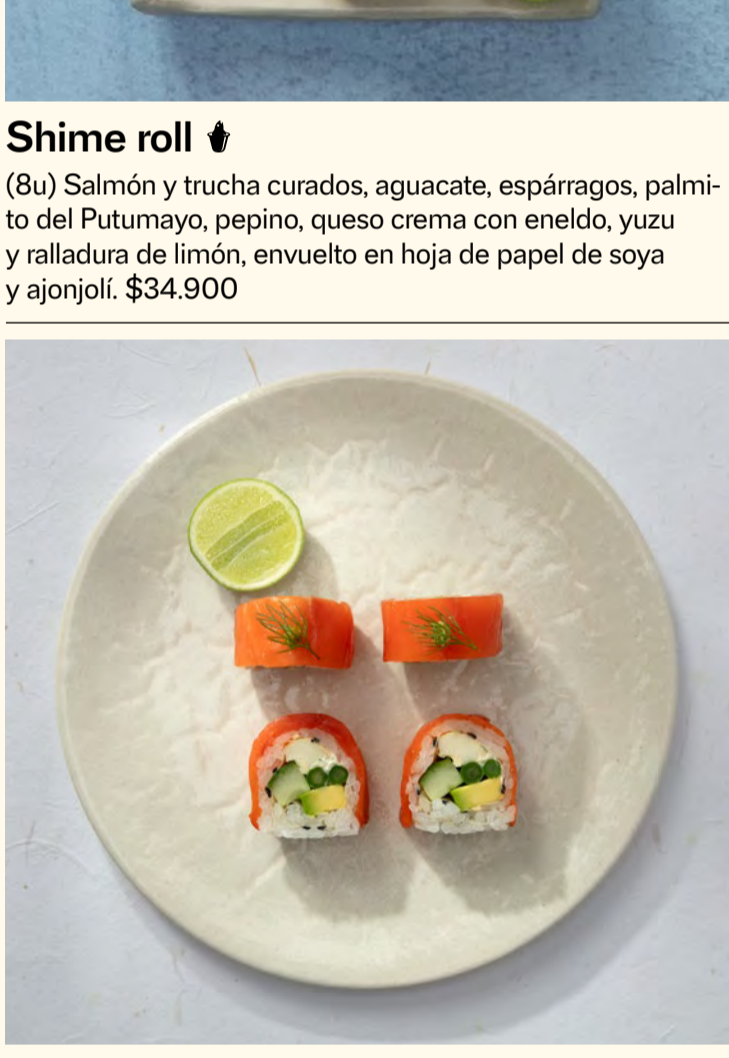 Shime roll
(8u) Salmón y trucha curados, aguacate, espárragos, palmi-
to del Putumayo, pepino, queso crema con eneldo, yuzu
y ralladura de limón, envuelto en hoja de papel de soya
y ajonjolí. $34.900